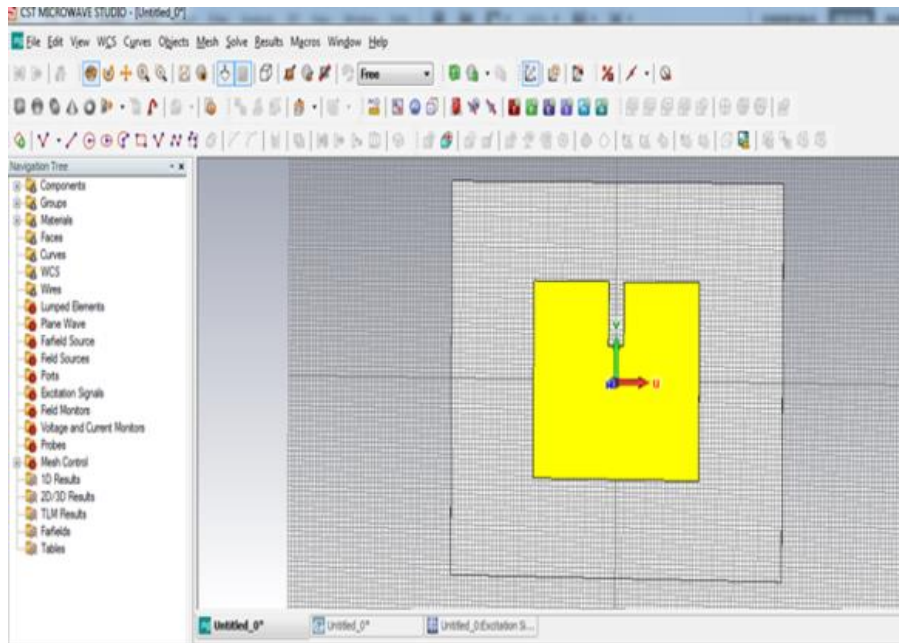 CST MICROWAVE STUDIO - [Untitled_0*]
File Edit View WCS Curves Objects Mesh Solve Results Macros Window Help
Free
Navigation Tree
Components
Groups
Materials
Faces
Curves
WCS
Wires
Lumped Elements
Plane Wave
Farfield Source
Field Sources
Ports
Excitation Signals
Field Monitors
Voltage and Current Monitors
Probes
Mesh Control
1D Results
2D/3D Results
TLM Results
Farfields
Tables
V
U
Untitled_0*
Untitled_0*
Untitled_0:Excitation Si...